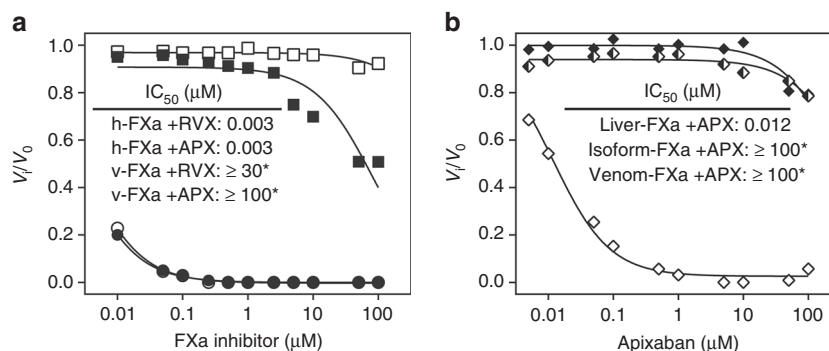 a
1.0
0.8
0.6
0.4
0.2
0.0
V_i/V_0
IC50 (μM)
h-FXa +RVX: 0.003
h-FXa +APX: 0.003
v-FXa +RVX: ≥ 30*
v-FXa +APX: ≥ 100*
0.01 0.1 1 10 100
FXa inhibitor (μM)
b
1.0
0.8
0.6
0.4
0.2
0.0
V_i/V_0
IC50 (μM)
Liver-FXa +APX: 0.012
Isoform-FXa +APX: ≥ 100*
Venom-FXa +APX: ≥ 100*
0.01 0.1 1 10 100
Apixaban (μM)